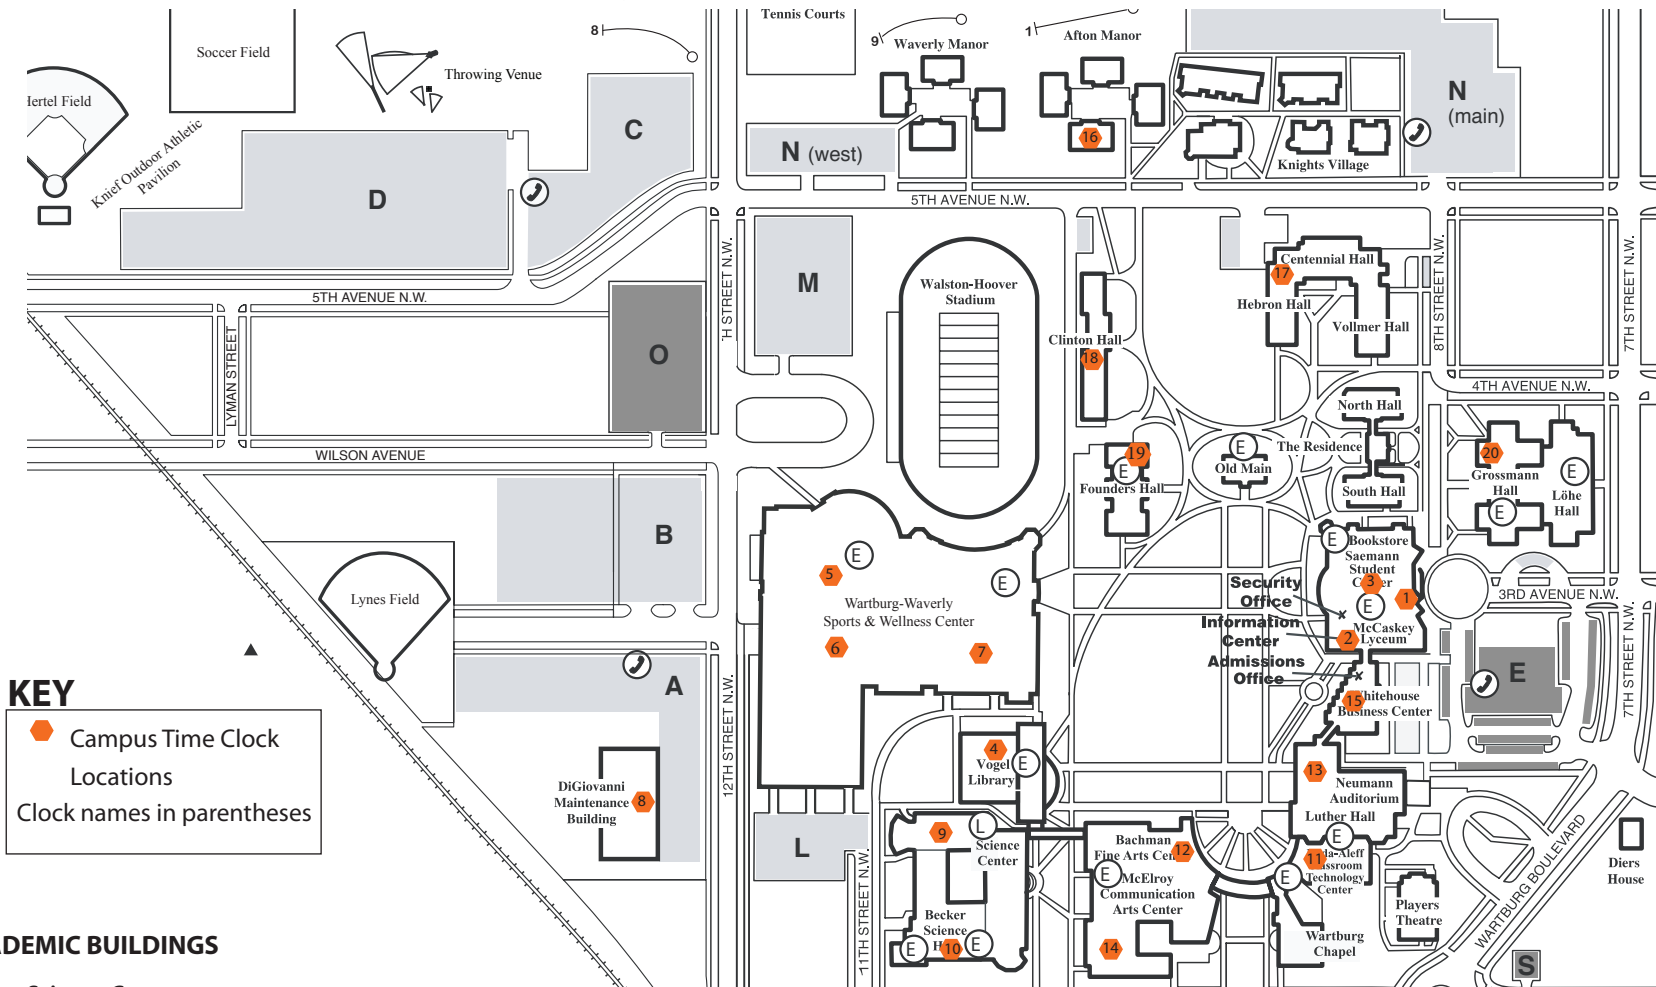 Tennis Courts
8
9
1
Soccer Field
Throwing Venue
Waverly Manor
Afton Manor
Hertel Field
Knief Outdoor Athletic
Pavilion
C
N (west)
16
N
(main)
Knights Village
D
5TH AVENUE N.W.
M
Walston-Hoover
Stadium
Centennial Hall
17
Hebron Hall
Vollmer Hall
8TH STREET N.W.
7TH STREET N.W.
5TH AVENUE N.W.
LYMAN STREET
TH STREET N.W.
O
Clinton Hall
18
4TH AVENUE N.W.
North Hall
The Residence
South Hall
WILSON AVENUE
19
E
Founders Hall
E
Old Main
20
Grossmann
Hall
E
E
Löhe
Hall
B
E
5
E
Wartburg-Waverly
Sports & Wellness Center
6
7
E
Bookstore
Saemann
Student
3
1
E
McCaskey
Lyceum
2
Security
Office
Information
Center
Admissions
Office
3RD AVENUE N.W.
Lynes Field
A
E
15
Business Center
7TH STREET N.W.
12TH STREET N.W.
4
Vogel
Library
E
13
Neumann
Auditorium
Luther Hall
E
KEY
Campus Time Clock
Locations
Clock names in parentheses
DiGiovanni
Maintenance
Building
8
L
9
L
Science
Center
Bachman
Fine Arts
12
E
McElroy
Communication
Arts Center
14
11
Technology
Center
E
Players
Theatre
Wartburg
Chapel
WARTBURG BOULEVARD
Diers
House
11TH STREET N.W.
Becker
Science
10
E
E
S
ADEMIC BUILDINGS